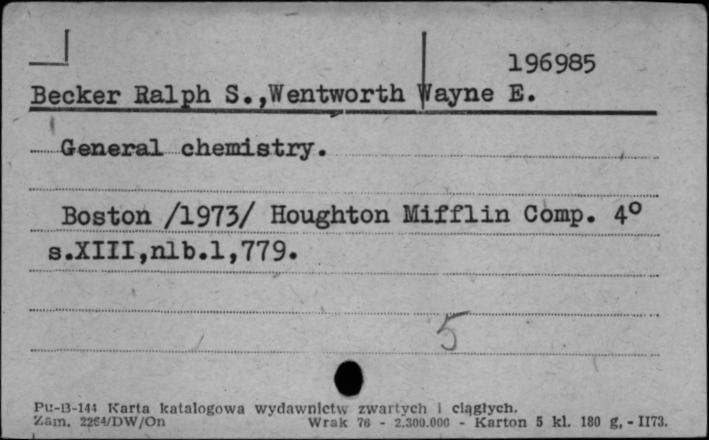 196985
Becker Ralph S.,Wentworth Wayne E.
General chemistry.
Boston /1973/ Houghton Mifflin Comp. 4°
s.XIII,nlb.1,779.
5
Pu-B-144 Karta katalogowa wydawnictw zwartych i ciągłych.
Zam. 2264/DW/On Wrak 76 - 2.300.000 - Karton 5 kl. 180 g, - II73.